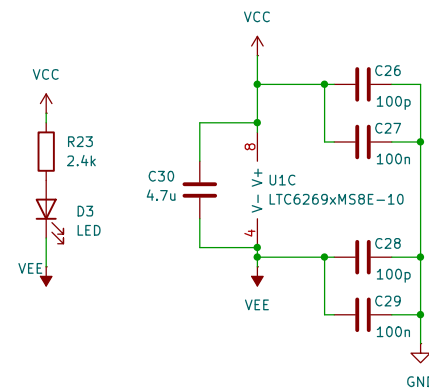 VCC
C26
100p
C27
100n
VCC
R23
2.4k
8
V+
U1C
LTC6269xMS8E-10
V-
4
C30
4.7u
D3
LED
VEE
C28
100p
VEE
C29
100n
GND